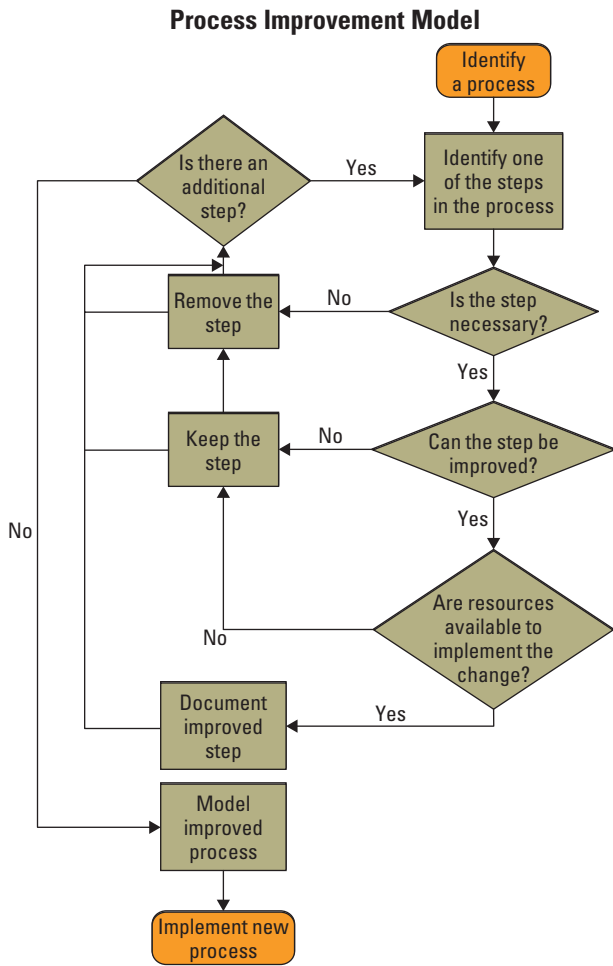 Process Improvement Model
Identify
a process
Is there an
additional
step?
Yes
Identify one
of the steps
in the process
Remove the
step
No
Is the step
necessary?
Yes
Keep the
step
No
Can the step be
improved?
No
Yes
Are resources
available to
implement the
change?
No
Document
improved
step
Yes
Model
improved
process
Implement new
process